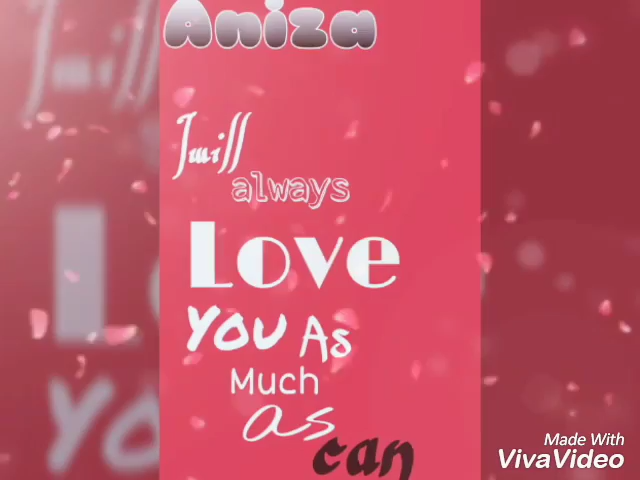 Aniza
I will
always
Love
You As
Much
as
can
Made With
VivaVideo